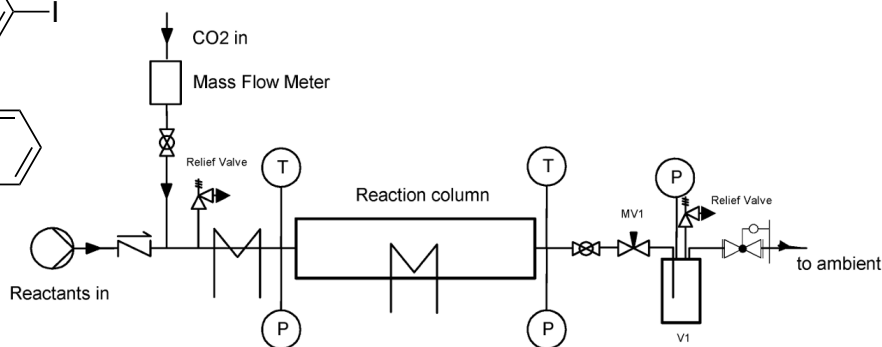 I
CO2 in
Mass Flow Meter
Relief Valve
T
T
P
Reaction column
MV1
Relief Valve
Reactants in
to ambient
P
P
V1